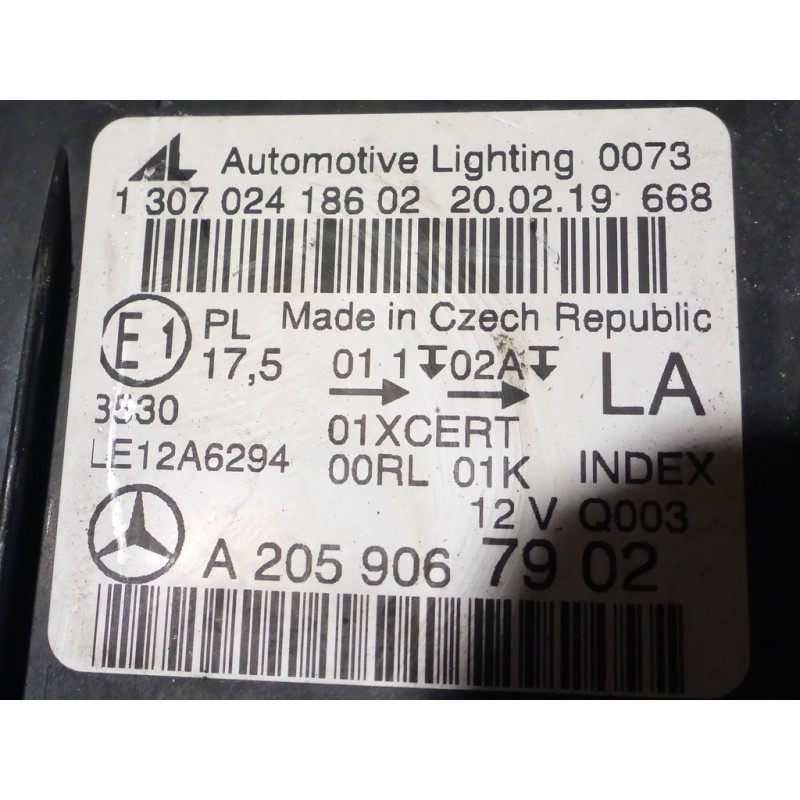 AL Automotive Lighting 0073
1 307 024 186 02 20.02.19 668
E1 PL Made in Czech Republic
17,5 01 1 02A LA
3530
01XCERT
LE12A6294 00RL 01K INDEX
12 V Q003
A 205 906 79 02